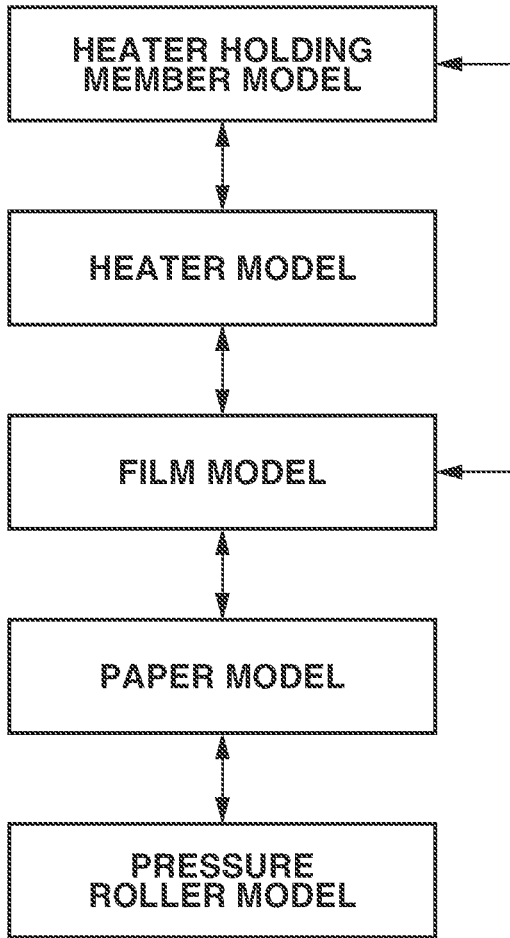 HEATER HOLDING
MEMBER MODEL
HEATER MODEL
FILM MODEL
PAPER MODEL
PRESSURE
ROLLER MODEL